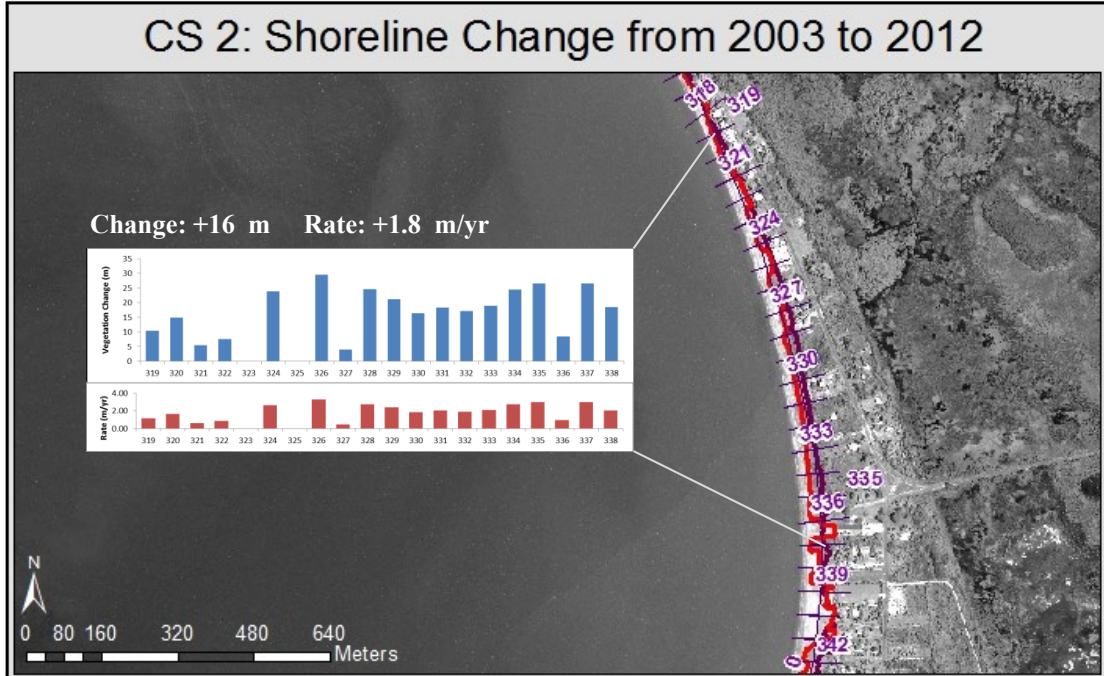 CS 2: Shoreline Change from 2003 to 2012
318
319
321
324
Change: +16 m Rate: +1.8 m/yr
Vegetation Change (m)
35
30
25
20
15
10
5
0
319 320 321 322 323 324 325 326 327 328 329 330 331 332 333 334 335 336 337 338
Rate (m/yr)
4.00
2.00
0.00
319 320 321 322 323 324 325 326 327 328 329 330 331 332 333 334 335 336 337 338
327
330
333
335
336
339
342
0
N
0 80 160 320 480 640
Meters